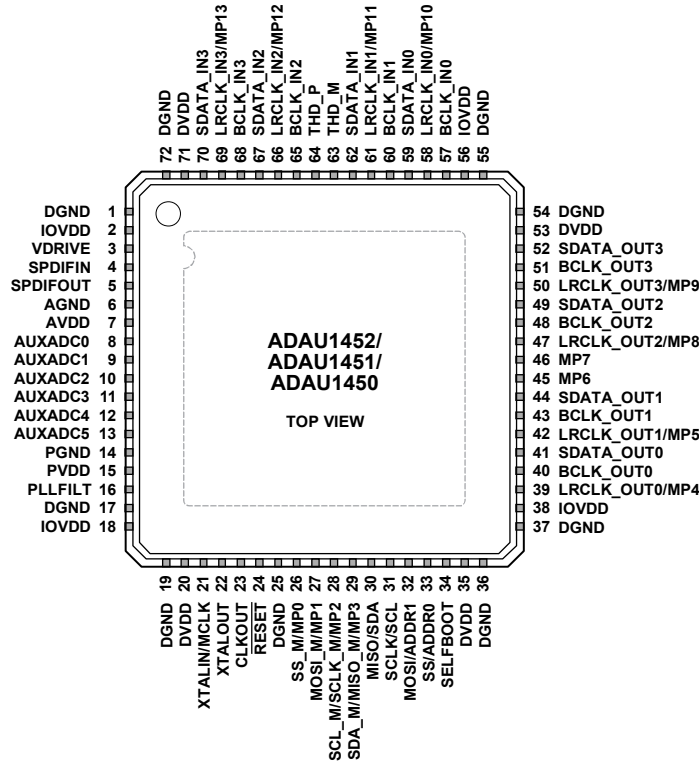 72 DGND
71 DVDD
70 SDATA_IN3
69 LRCLK_IN3/MP13
68 BCLK_IN3
67 SDATA_IN2
66 LRCLK_IN2/MP12
65 BCLK_IN2
64 THD_P
63 THD_M
62 SDATA_IN1
61 LRCLK_IN1/MP11
60 BCLK_IN1
59 SDATA_IN0
58 LRCLK_IN0/MP10
57 BCLK_IN0
56 IOVDD
55 DGND
DGND 1
IOVDD 2
VDRIVE 3
SPDIFIN 4
SPDIFOUT 5
AGND 6
AVDD 7
AUXADC0 8
AUXADC1 9
AUXADC2 10
AUXADC3 11
AUXADC4 12
AUXADC5 13
PGND 14
PVDD 15
PLLFILT 16
DGND 17
IOVDD 18
ADAU1452/
ADAU1451/
ADAU1450
TOP VIEW
54 DGND
53 DVDD
52 SDATA_OUT3
51 BCLK_OUT3
50 LRCLK_OUT3/MP9
49 SDATA_OUT2
48 BCLK_OUT2
47 LRCLK_OUT2/MP8
46 MP7
45 MP6
44 SDATA_OUT1
43 BCLK_OUT1
42 LRCLK_OUT1/MP5
41 SDATA_OUT0
40 BCLK_OUT0
39 LRCLK_OUT0/MP4
38 IOVDD
37 DGND
DGND 19
DVDD 20
XTALIN/MCLK 21
XTALOUT 22
CLKOUT 23
RESET 24
DGND 25
SS_M/MP0 26
MOSI_M/MP1 27
SCL_M/SCLK_M/MP2 28
SDA_M/MISO_M/MP3 29
MISO/SDA 30
SCLK/SCL 31
MOSI/ADDR1 32
SS/ADDR0 33
SELFBOOT 34
DVDD 35
DGND 36